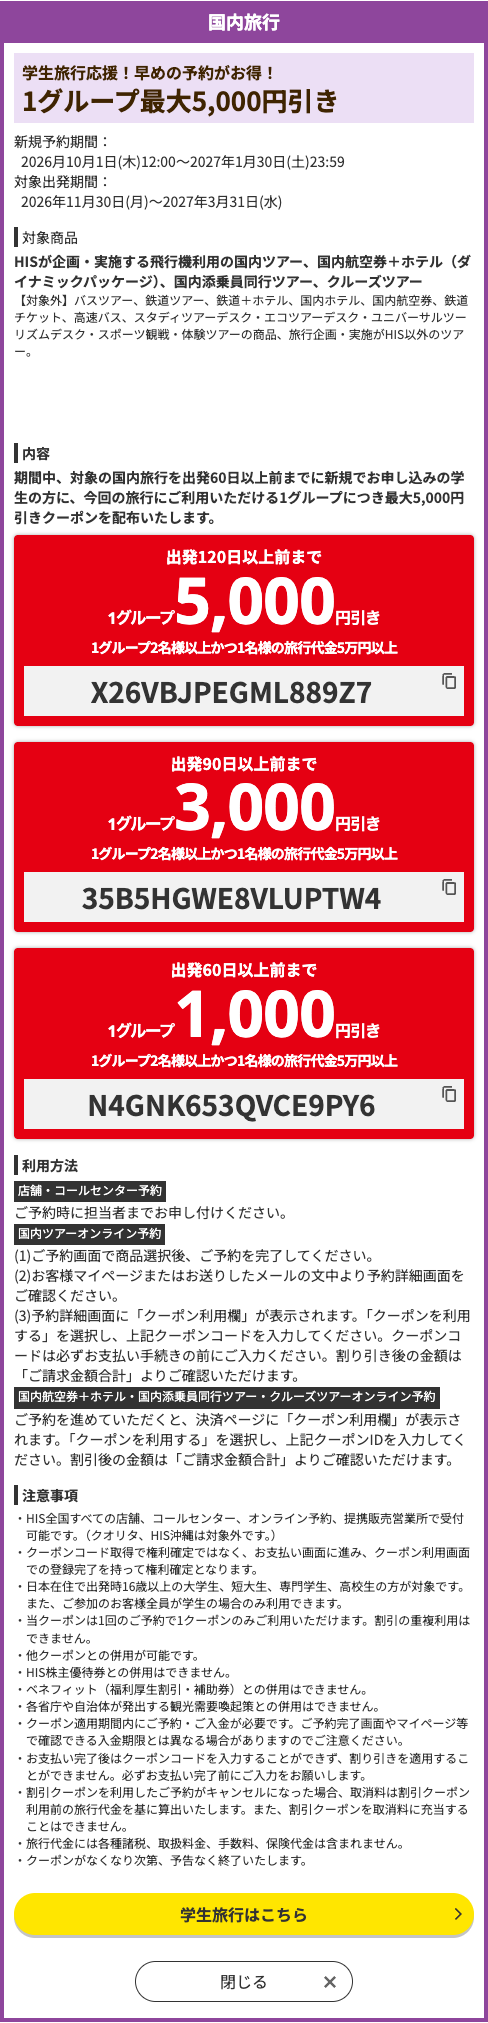 国内旅行
学生旅行応援！早めの予約がお得！
1グループ最大5,000円引き
新規予約期間：
2026月10月1日(木)12:00～2027年1月30日(土)23:59
対象出発期間：
2026年11月30日(月)～2027年3月31日(水)
対象商品
HISが企画・実施する飛行機利用の国内ツアー、国内航空券＋ホテル（ダ
イナミックパッケージ）、国内添乗員同行ツアー、クルーズツアー
【対象外】バスツアー、鉄道ツアー、鉄道＋ホテル、国内ホテル、国内航空券、鉄道
チケット、高速バス、スタディツアーデスク・エコツアーデスク・ユニバーサルツー
リズムデスク・スポーツ観戦・体験ツアーの商品、旅行企画・実施がHIS以外のツア
ー。
内容
期間中、対象の国内旅行を出発60日以上前までに新規でお申し込みの学
生の方に、今回の旅行にご利用いただける1グループにつき最大5,000円
引きクーポンを配布いたします。
出発120日以上前まで
1グループ5,000円引き
1グループ2名様以上かつ1名様の旅行代金5万円以上
X26VBJPEGML889Z7
出発90日以上前まで
1グループ3,000円引き
1グループ2名様以上かつ1名様の旅行代金5万円以上
35B5HGWE8VLUPTW4
出発60日以上前まで
1グループ1,000円引き
1グループ2名様以上かつ1名様の旅行代金5万円以上
N4GNK653QVCE9PY6
利用方法
店舗・コールセンター予約
ご予約時に担当者までお申し付けください。
国内ツアーオンライン予約
(1)ご予約画面で商品選択後、ご予約を完了してください。
(2)お客様マイページまたはお送りしたメールの文中より予約詳細画面を
ご確認ください。
(3)予約詳細画面に「クーポン利用欄」が表示されます。「クーポンを利用
する」を選択し、上記クーポンコードを入力してください。クーポンコ
ードは必ずお支払い手続きの前にご入力ください。割り引き後の金額は
「ご請求金額合計」よりご確認いただけます。
国内航空券＋ホテル・国内添乗員同行ツアー・クルーズツアーオンライン予約
ご予約を進めていただくと、決済ページに「クーポン利用欄」が表示さ
れます。「クーポンを利用する」を選択し、上記クーポンIDを入力してく
ださい。割引後の金額は「ご請求金額合計」よりご確認いただけます。
注意事項
・HIS全国すべての店舗、コールセンター、オンライン予約、提携販売営業所で受付
可能です。（クオリタ、HIS沖縄は対象外です。）
・クーポンコード取得で権利確定ではなく、お支払い画面に進み、クーポン利用画面
での登録完了を持って権利確定となります。
・日本在住で出発時16歳以上の大学生、短大生、専門学生、高校生の方が対象です。
また、ご参加のお客様全員が学生の場合のみ利用できます。
・当クーポンは1回のご予約で1クーポンのみご利用いただけます。割引の重複利用は
できません。
・他クーポンとの併用が可能です。
・HIS株主優待券との併用はできません。
・ベネフィット（福利厚生割引・補助券）との併用はできません。
・各省庁や自治体が発出する観光需要喚起策との併用はできません。
・クーポン適用期間内にご予約・ご入金が必要です。ご予約完了画面やマイページ等
で確認できる入金期限とは異なる場合がありますのでご注意ください。
・お支払い完了後はクーポンコードを入力することができず、割り引きを適用するこ
とができません。必ずお支払い完了前にご入力をお願いします。
・割引クーポンを利用したご予約がキャンセルになった場合、取消料は割引クーポン
利用前の旅行代金を基に算出いたします。また、割引クーポンを取消料に充当する
ことはできません。
・旅行代金には各種諸税、取扱料金、手数料、保険代金は含まれません。
・クーポンがなくなり次第、予告なく終了いたします。
学生旅行はこちら
閉じる